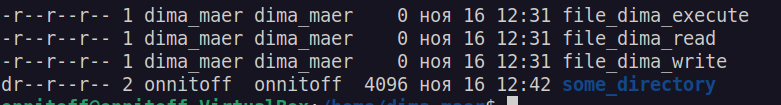 -r--r--r-- 1 dima_maer dima_maer    0 ноя 16 12:31 file_dima_execute
-r--r--r-- 1 dima_maer dima_maer    0 ноя 16 12:31 file_dima_read
-r--r--r-- 1 dima_maer dima_maer    0 ноя 16 12:31 file_dima_write
dr--r--r-- 2 onnitoff  onnitoff  4096 ноя 16 12:42 some_directory
onnitoff@onnitoff-VirtualBox:/home/dima_maer$